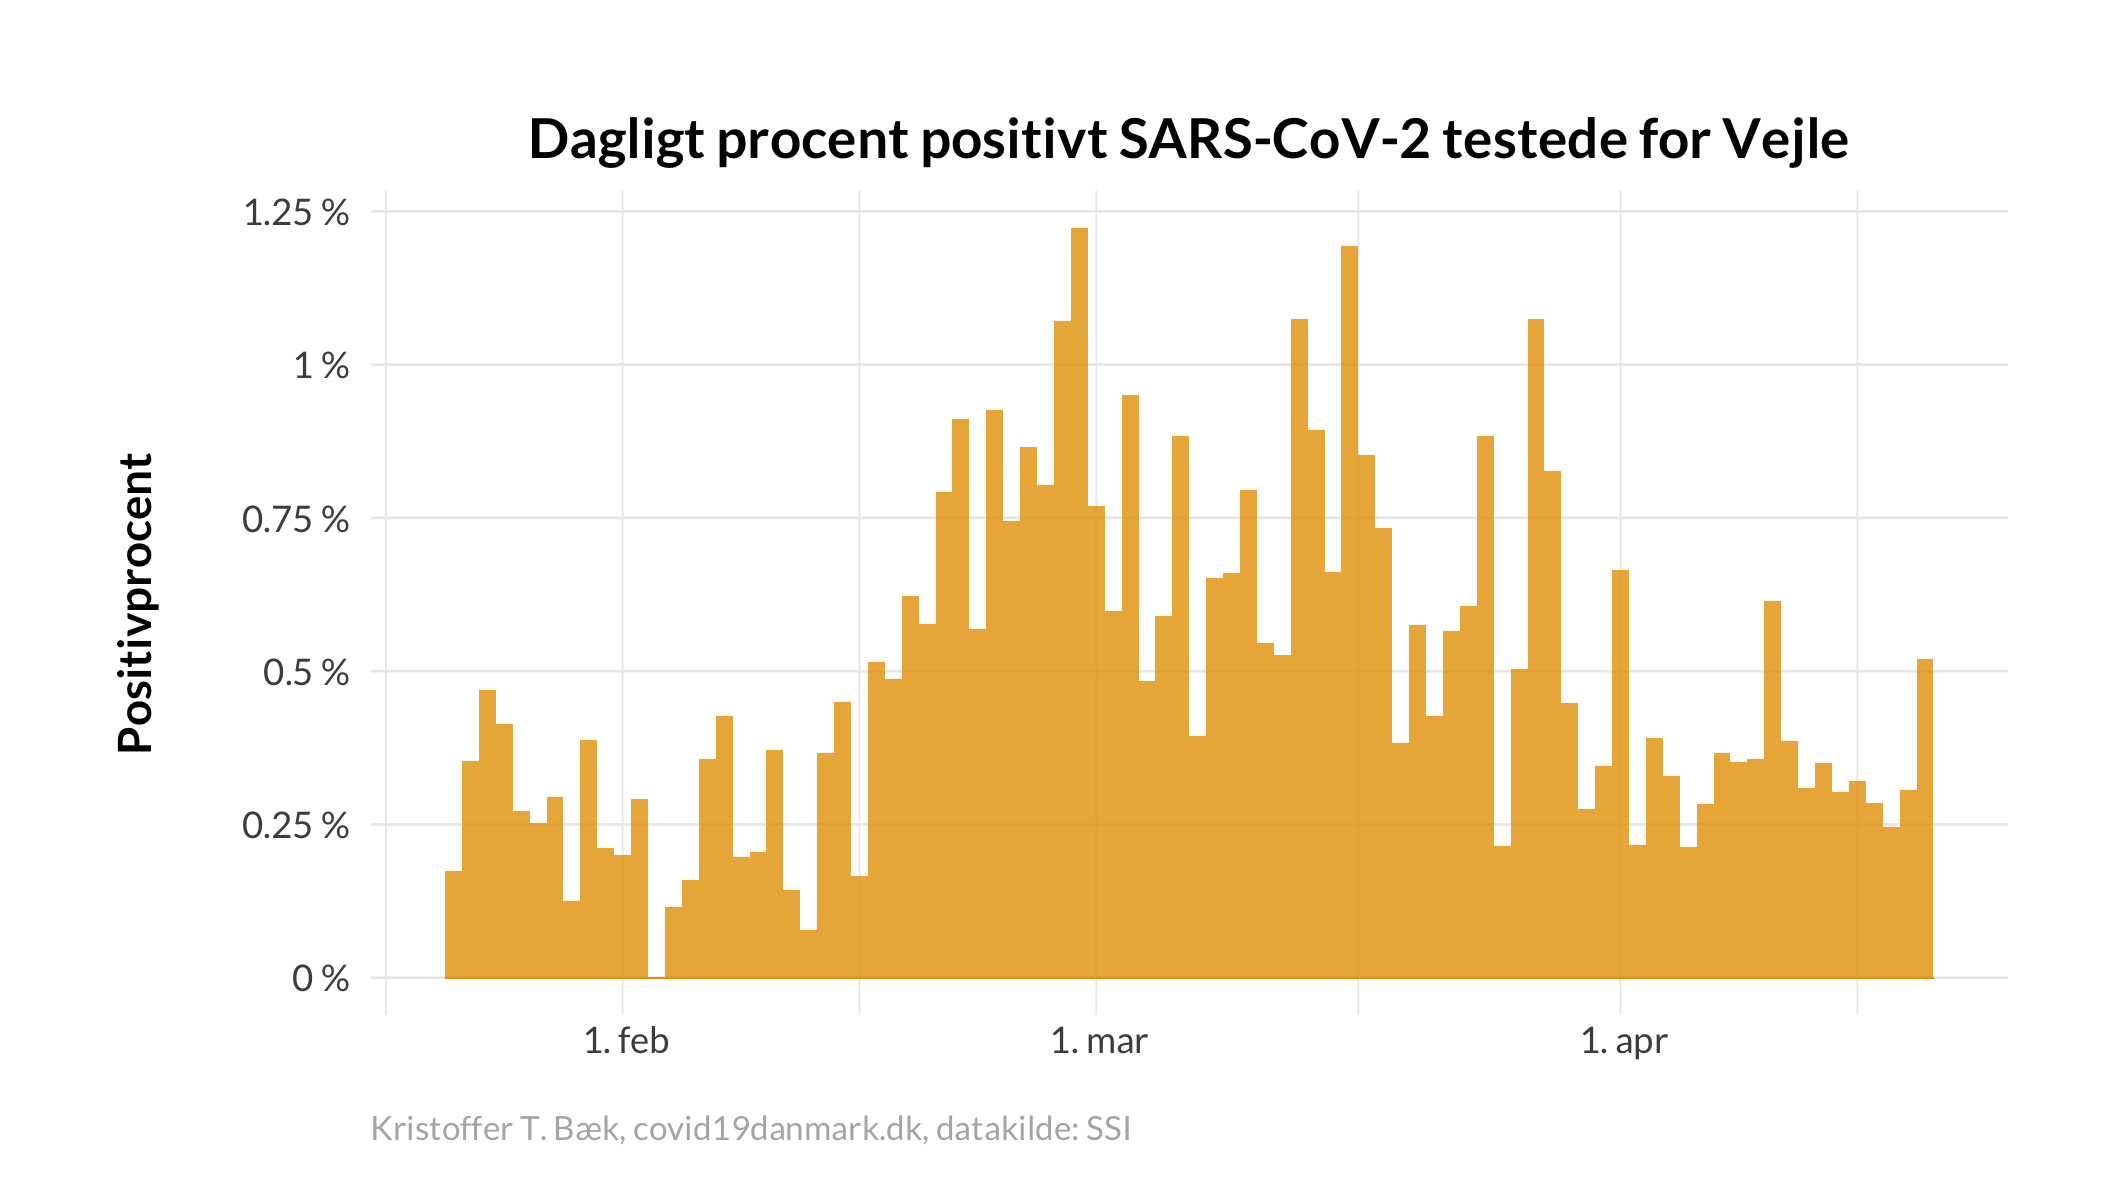 Dagligt procent positivt SARS-CoV-2 testede for Vejle
Positivprocent
1.25 %
1 %
0.75 %
0.5 %
0.25 %
0 %
1. feb
1. mar
1. apr
Kristoffer T. Bæk, covid19danmark.dk, datakilde: SSI